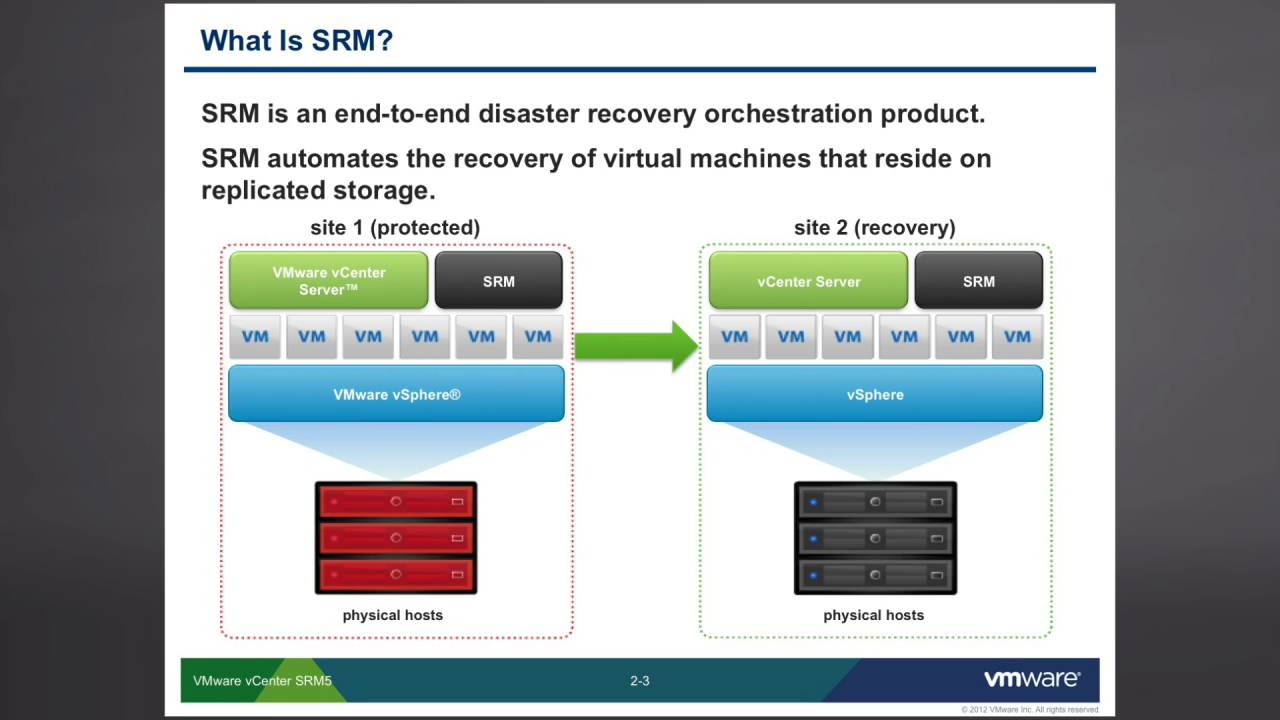 What Is SRM?
SRM is an end-to-end disaster recovery orchestration product.
SRM automates the recovery of virtual machines that reside on
replicated storage.
site 1 (protected)
VMware vCenter
Server™
SRM
VM VM VM VM VM VM
VMware vSphere®
physical hosts
site 2 (recovery)
vCenter Server
SRM
VM VM VM VM VM VM
vSphere
physical hosts
VMware vCenter SRM5
2-3
vmware®
© 2012 VMware Inc. All rights reserved